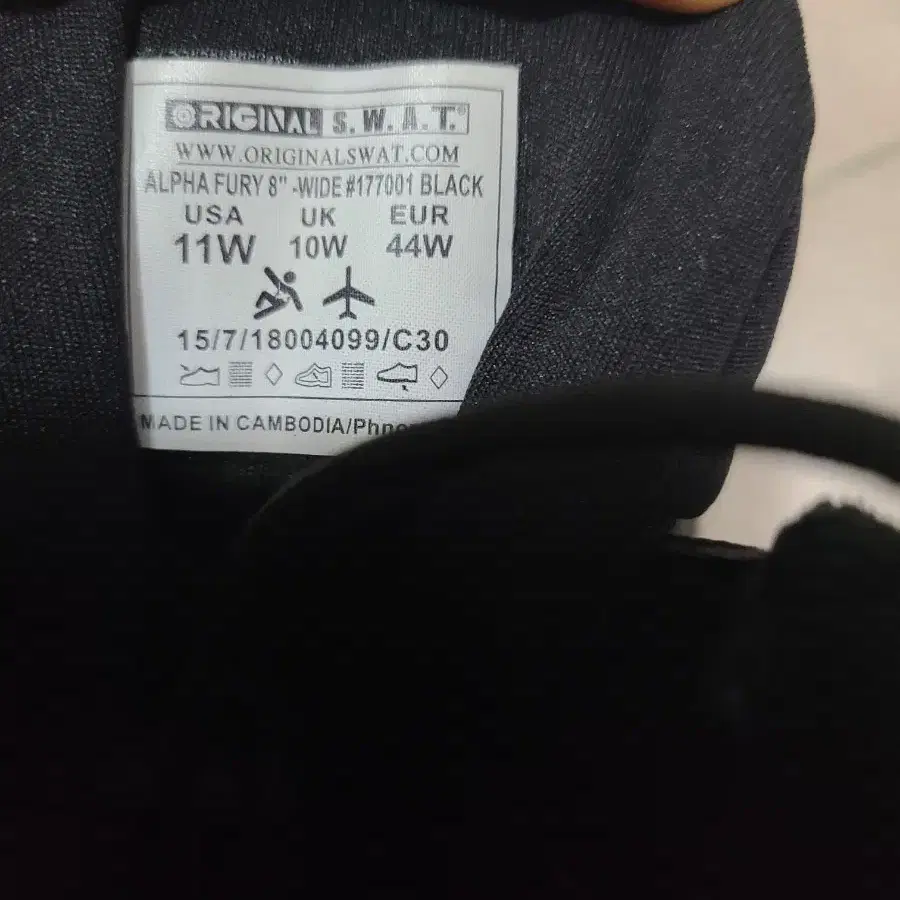 ORIGINAL S.W.A.T.®
WWW.ORIGINALSWAT.COM
ALPHA FURY 8" -WIDE #177001 BLACK
USA UK EUR
11W 10W 44W
15/7/18004099/C30
MADE IN CAMBODIA/